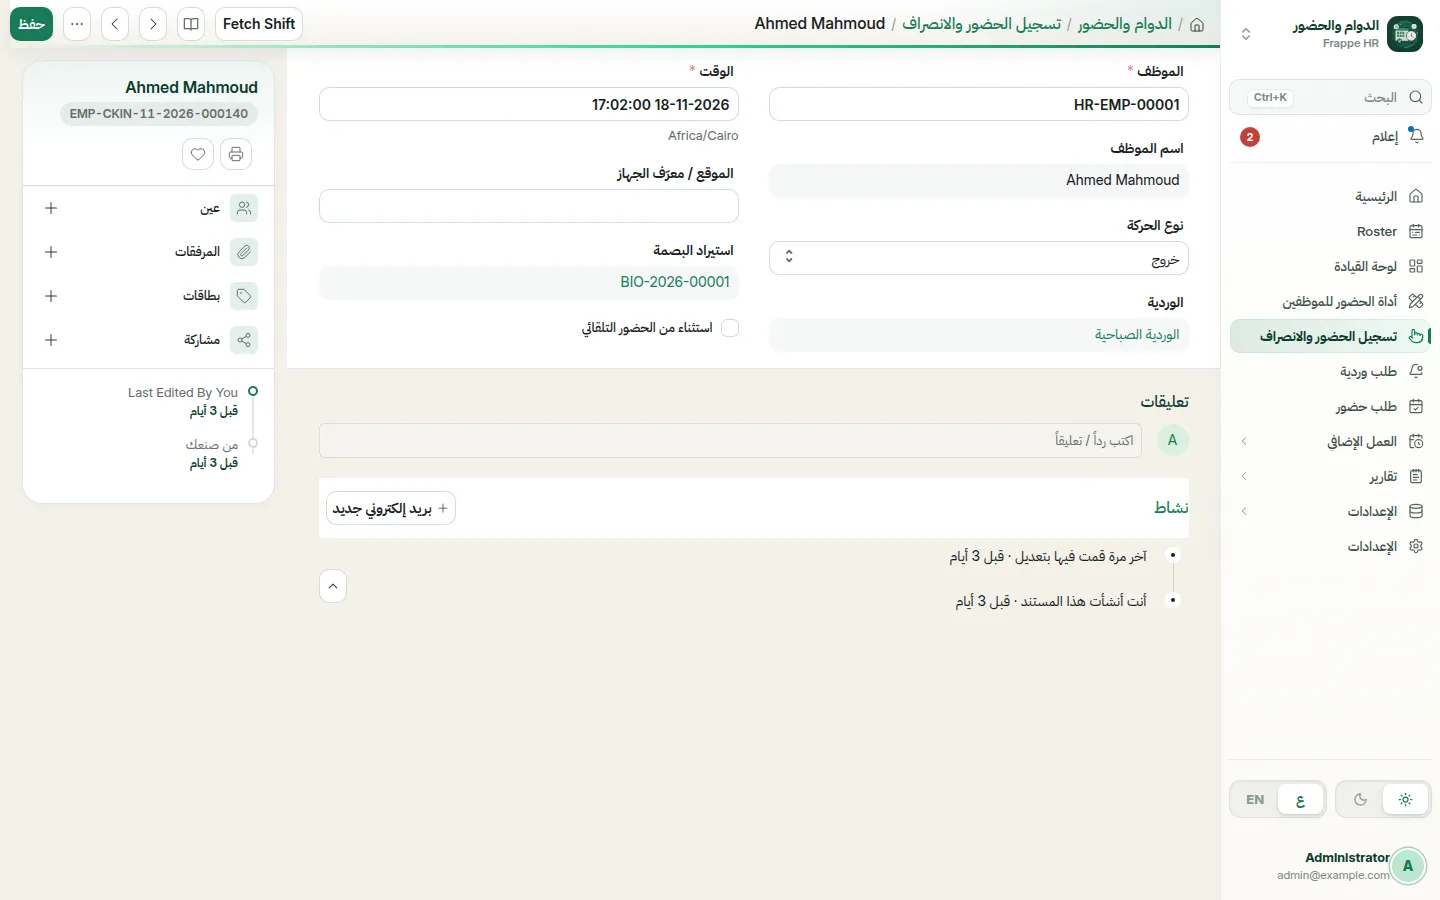 الدوام والحضور
Frappe HR
البحث
Ctrl+K
إعلام
2
الرئيسية
Roster
لوحة القيادة
أداة الحضور للموظفين
تسجيل الحضور والانصراف
طلب وردية
طلب حضور
العمل الإضافي
تقارير
الإعدادات
الإعدادات
ع
EN
Administrator
admin@example.com
A
الدوام والحضور / تسجيل الحضور والانصراف / Ahmed Mahmoud
Fetch Shift
حفظ
الموظف *
HR-EMP-00001
اسم الموظف
Ahmed Mahmoud
نوع الحركة
خروج
الوردية
الوردية الصباحية
الوقت *
17:02:00 18-11-2026
Africa/Cairo
الموقع / معرّف الجهاز
استيراد البصمة
BIO-2026-00001
استثناء من الحضور التلقائي
تعليقات
A
اكتب رداً / تعليقاً
نشاط
بريد إلكتروني جديد
آخر مرة قمت فيها بتعديل · قبل 3 أيام
أنت أنشأت هذا المستند · قبل 3 أيام
Ahmed Mahmoud
EMP-CKIN-11-2026-000140
عين
المرفقات
بطاقات
مشاركة
Last Edited By You
قبل 3 أيام
من صنعك
قبل 3 أيام